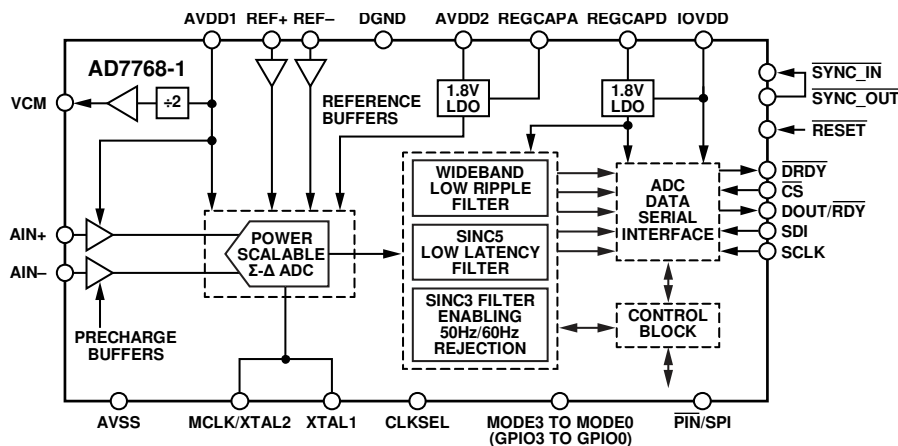 AVDD1 REF+ REF– DGND AVDD2 REGCAPA REGCAPD IOVDD
AD7768-1
VCM
÷2
1.8V
LDO
1.8V
LDO
REFERENCE
BUFFERS
SYNC_IN
SYNC_OUT
RESET
WIDEBAND
LOW RIPPLE
FILTER
ADC
DATA
SERIAL
INTERFACE
DRDY
CS
DOUT/RDY
SDI
SCLK
AIN+
AIN–
POWER
SCALABLE
Σ-Δ ADC
SINC5
LOW LATENCY
FILTER
SINC3 FILTER
ENABLING
50Hz/60Hz
REJECTION
CONTROL
BLOCK
PRECHARGE
BUFFERS
AVSS MCLK/XTAL2 XTAL1 CLKSEL MODE3 TO MODE0 PIN/SPI
(GPIO3 TO GPIO0)